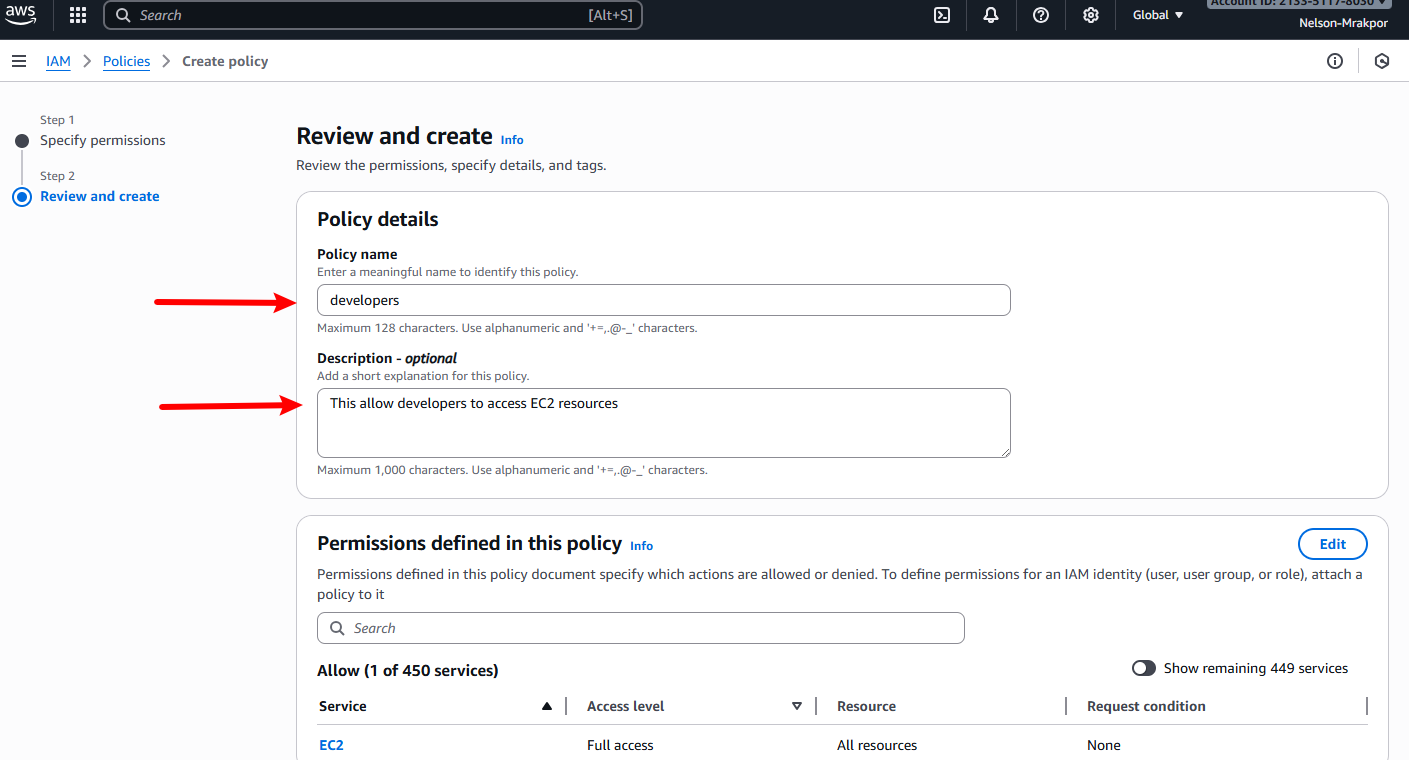 aws
Search [Alt+S] Global Account ID: 2133-5117-8030
Nelson-Mrakpor
IAM > Policies > Create policy
Step 1
Specify permissions
Step 2
Review and create
Review and create Info
Review the permissions, specify details, and tags.
Policy details
Policy name
Enter a meaningful name to identify this policy.
developers
Maximum 128 characters. Use alphanumeric and '+=,.@-_' characters.
Description - optional
Add a short explanation for this policy.
This allow developers to access EC2 resources
Maximum 1,000 characters. Use alphanumeric and '+=,.@-_' characters.
Permissions defined in this policy Info
Edit
Permissions defined in this policy document specify which actions are allowed or denied. To define permissions for an IAM identity (user, user group, or role), attach a
policy to it
Search
Allow (1 of 450 services)
Show remaining 449 services
Service Access level Resource Request condition
EC2 Full access All resources None